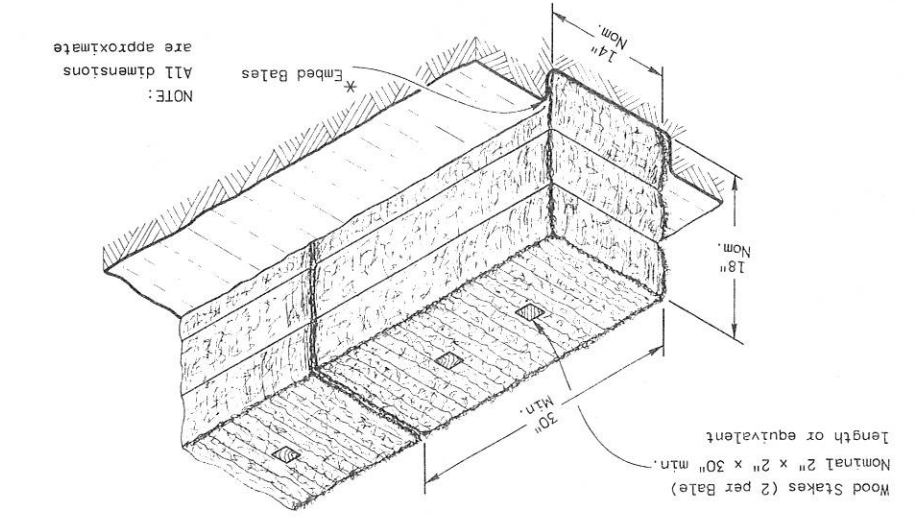 Wood Stakes (2 per Bale)
Nominal 2" x 2" x 30" min.
length or equivalent
30"
Min.
18"
Nom.
14"
Nom.
* Embed Bales
NOTE:
All dimensions
are approximate